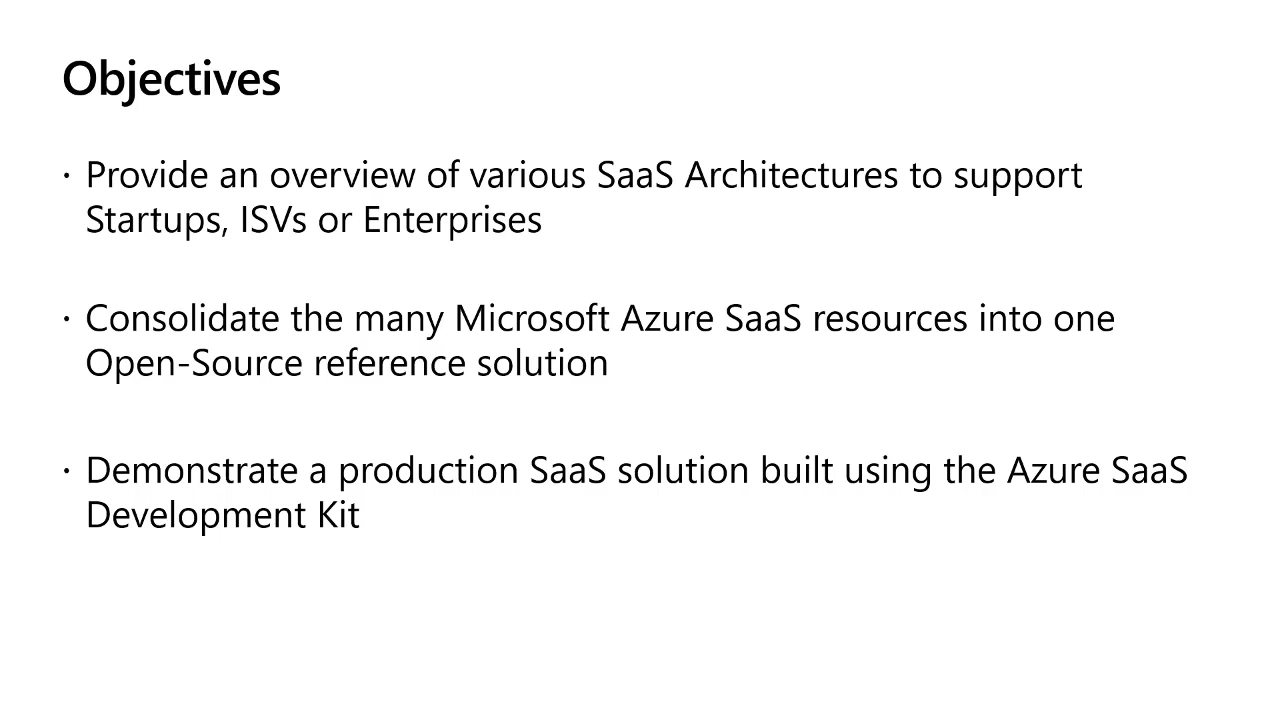 Objectives
· Provide an overview of various SaaS Architectures to support
Startups, ISVs or Enterprises
· Consolidate the many Microsoft Azure SaaS resources into one
Open-Source reference solution
· Demonstrate a production SaaS solution built using the Azure SaaS
Development Kit